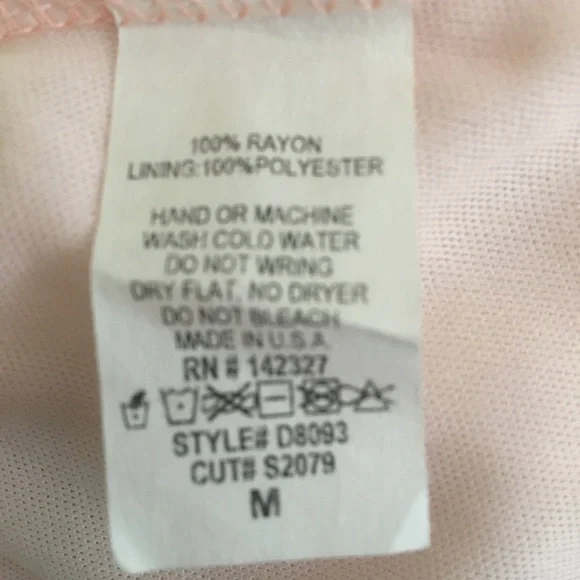 100% RAYON
LINING:100%POLYESTER
HAND OR MACHINE
WASH COLD WATER
DO NOT WRING
DRY FLAT, NO DRYER
DO NOT BLEACH
MADE IN U.S.A.
RN # 142327
STYLE# D8093
CUT# S2079
M